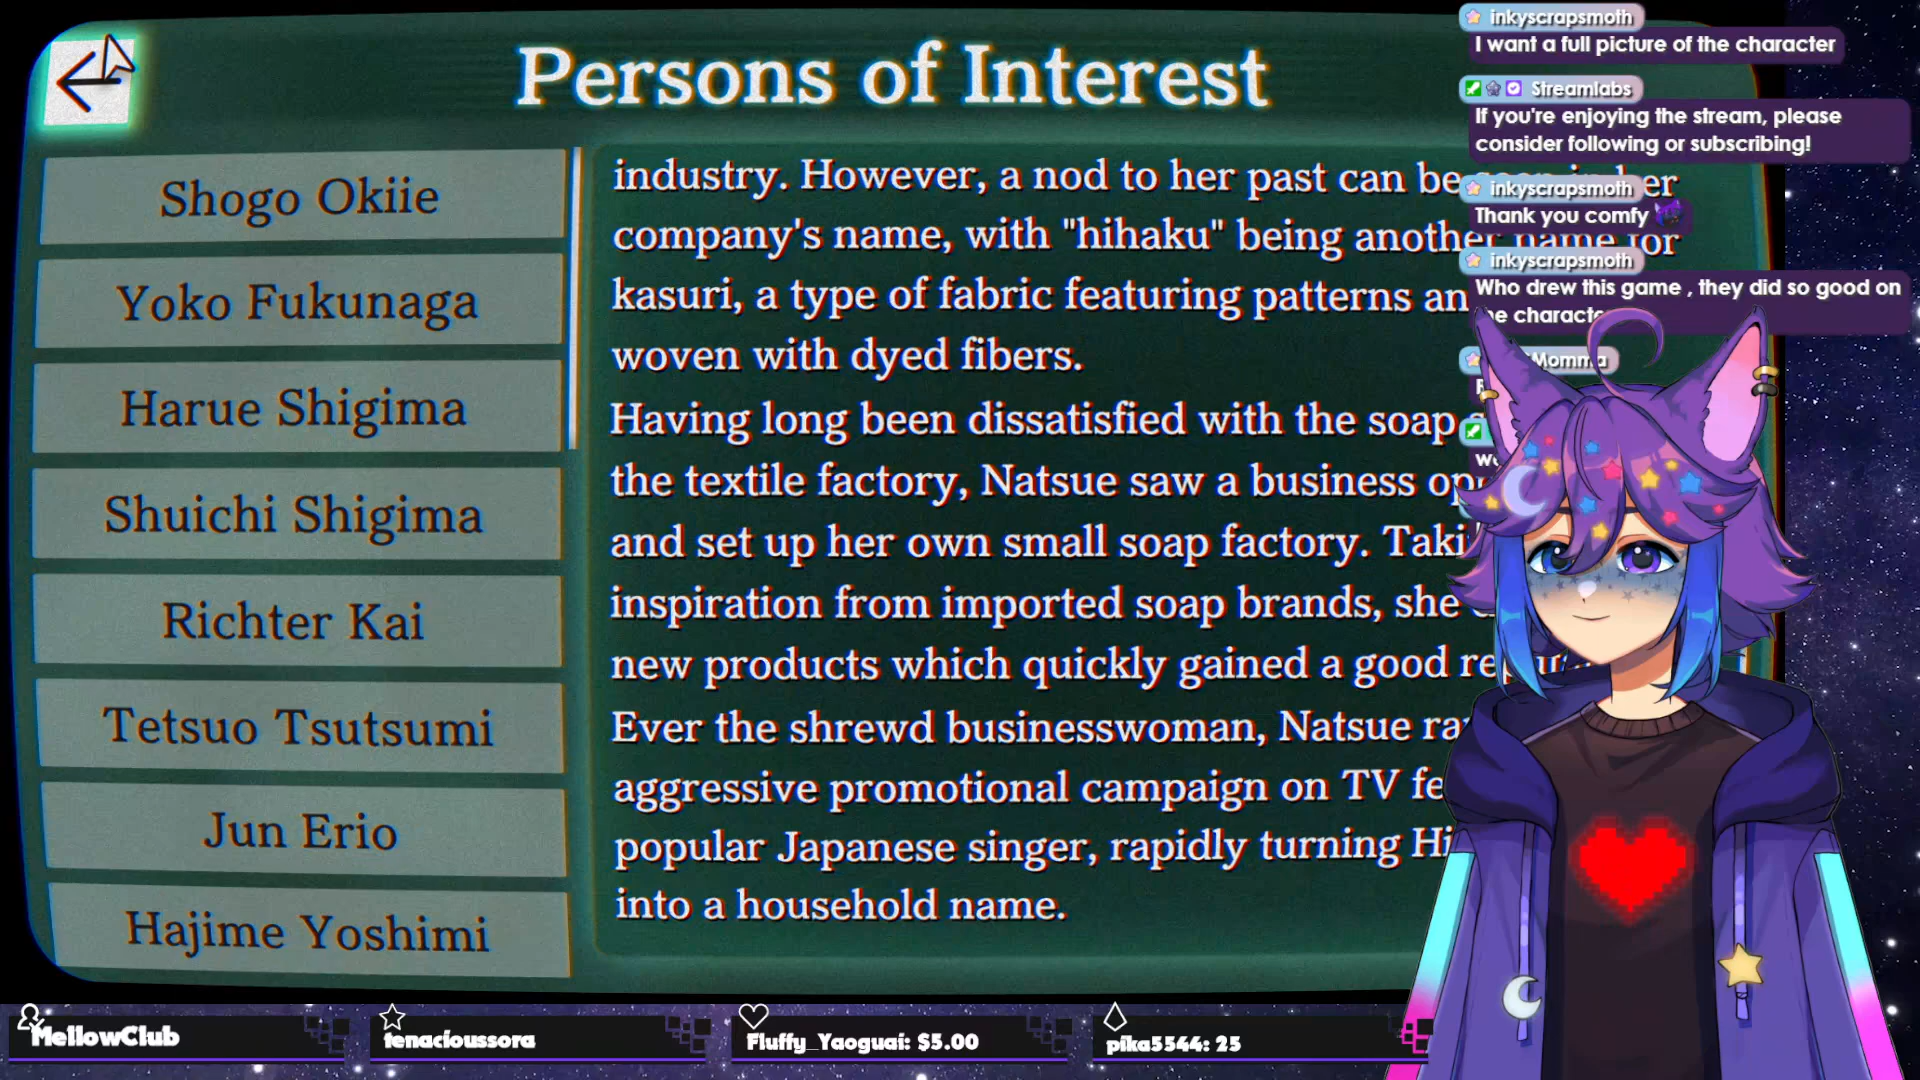 Persons of Interest
Shogo Okiie
Yoko Fukunaga
Harue Shigima
Shuichi Shigima
Richter Kai
Tetsuo Tsutsumi
Jun Erio
Hajime Yoshimi
industry. However, a nod to her past can be seen in her
company's name, with "hihaku" being another name for
kasuri, a type of fabric featuring patterns
woven with dyed fibers.
Having long been dissatisfied with the soap
the textile factory, Natsue saw a business
and set up her own small soap factory.
inspiration from imported soap brands, she
new products which quickly gained a good
Ever the shrewd businesswoman, Natsue
aggressive promotional campaign on TV
popular Japanese singer, rapidly turning
into a household name.
inkyscrapsmoth
I want a full picture of the character
Streamlabs
If you're enjoying the stream, please
consider following or subscribing!
inkyscrapsmoth
Thank you comfy
inkyscrapsmoth
Who drew this game , they did so good on
MellowClub
tenacioussora
Fluffy_Yaoguai: $5.00
pika5544: 25